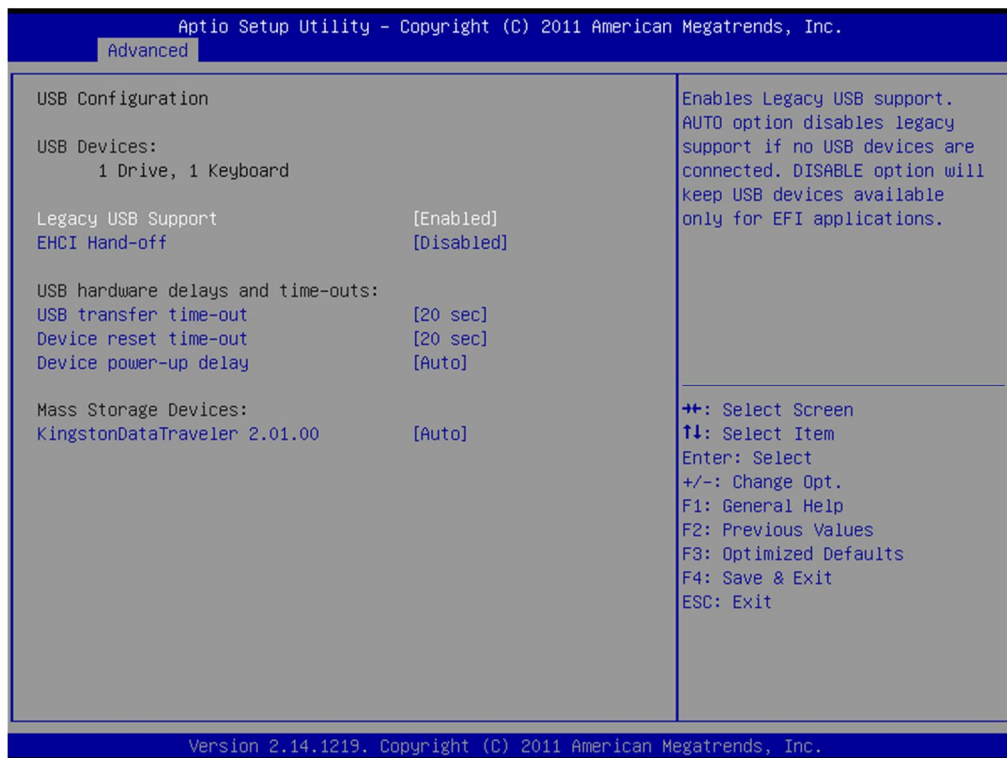 Aptio Setup Utility – Copyright (C) 2011 American Megatrends, Inc.
Advanced
USB Configuration
USB Devices:
1 Drive, 1 Keyboard
Legacy USB Support [Enabled]
EHCI Hand-off [Disabled]
USB hardware delays and time-outs:
USB transfer time-out [20 sec]
Device reset time-out [20 sec]
Device power-up delay [Auto]
Mass Storage Devices:
KingstonDataTraveler 2.01.00 [Auto]
Enables Legacy USB support.
AUTO option disables legacy
support if no USB devices are
connected. DISABLE option will
keep USB devices available
only for EFI applications.
→←: Select Screen
↑↓: Select Item
Enter: Select
+/-: Change Opt.
F1: General Help
F2: Previous Values
F3: Optimized Defaults
F4: Save & Exit
ESC: Exit
Version 2.14.1219. Copyright (C) 2011 American Megatrends, Inc.